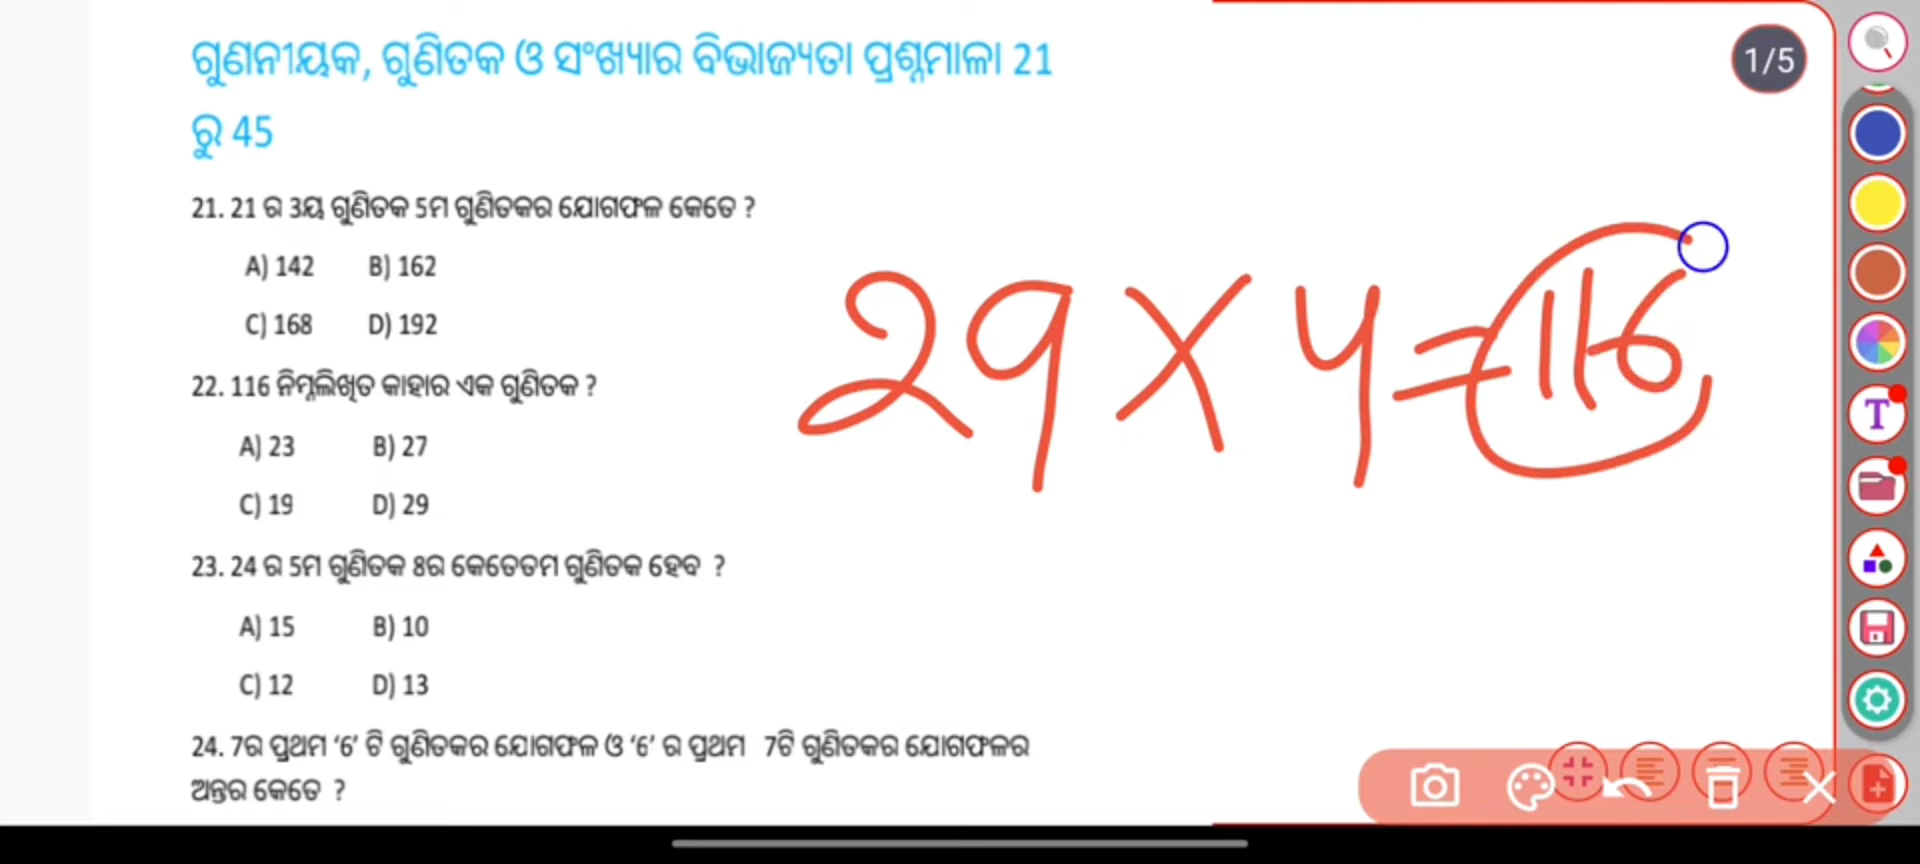 ଗୁଣନୀୟକ, ଗୁଣିତକ ଓ ସଂଖ୍ୟାର ବିଭାଜ୍ୟତା ପ୍ରଶ୍ନମାଳା 21
ରୁ 45
1/5
21. 21 ର 3ୟ ଗୁଣିତକ 5ମ ଗୁଣିତକର ଯୋଗଫଳ କେତେ ?
A) 142 B) 162
C) 168 D) 192
29 × 4 = 116
22. 116 ନିମ୍ନଲିଖିତ କାହାର ଏକ ଗୁଣିତକ ?
A) 23 B) 27
C) 19 D) 29
23. 24 ର 5ମ ଗୁଣିତକ 8ର କେତେତମ ଗୁଣିତକ ହେବ ?
A) 15 B) 10
C) 12 D) 13
24. 7ର ପ୍ରଥମ ‘6’ ଟି ଗୁଣିତକର ଯୋଗଫଳ ଓ ‘6’ ର ପ୍ରଥମ 7ଟି ଗୁଣିତକର ଯୋଗଫଳର
ଅନ୍ତର କେତେ ?
T